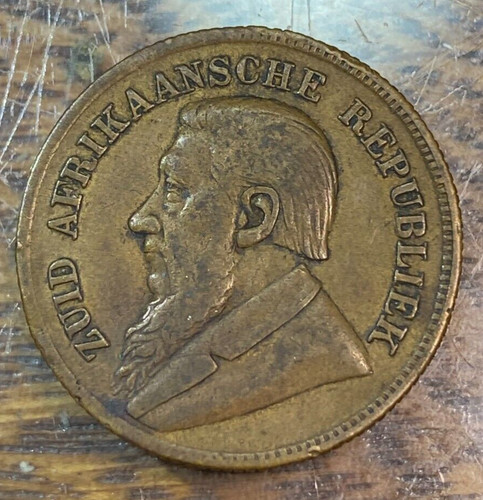 ZUID AFRIKAANSCHE REPUBLIEK